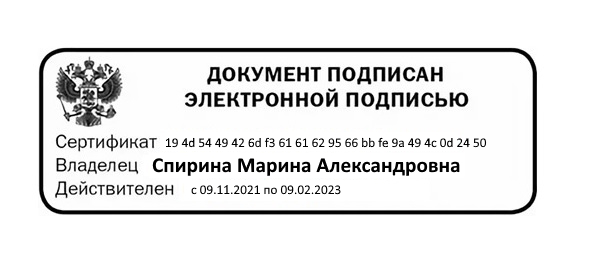 ДОКУМЕНТ ПОДПИСАН
ЭЛЕКТРОННОЙ ПОДПИСЬЮ
Сертификат 19 4d 54 49 42 6d f3 61 61 62 95 66 bb fe 9a 49 4c 0d 24 50
Владелец Спирина Марина Александровна
Действителен с 09.11.2021 по 09.02.2023